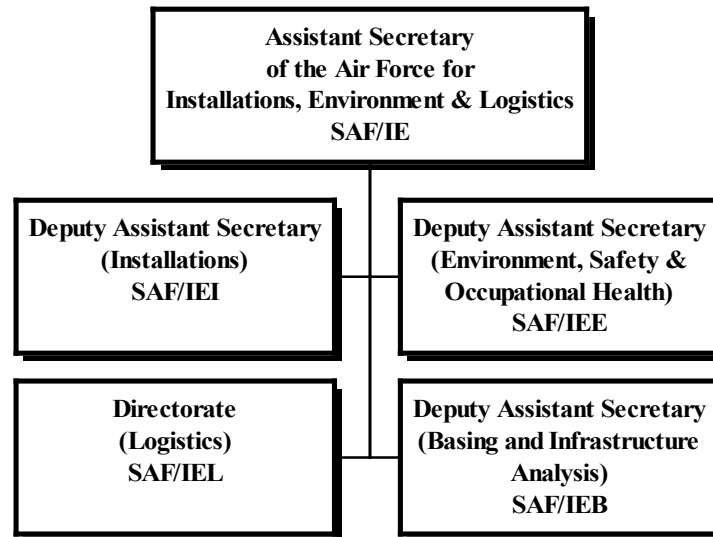 Assistant Secretary
of the Air Force for
Installations, Environment & Logistics
SAF/IE
Deputy Assistant Secretary
(Installations)
SAF/IEI
Deputy Assistant Secretary
(Environment, Safety &
Occupational Health)
SAF/IEE
Directorate
(Logistics)
SAF/IEL
Deputy Assistant Secretary
(Basing and Infrastructure
Analysis)
SAF/IEB